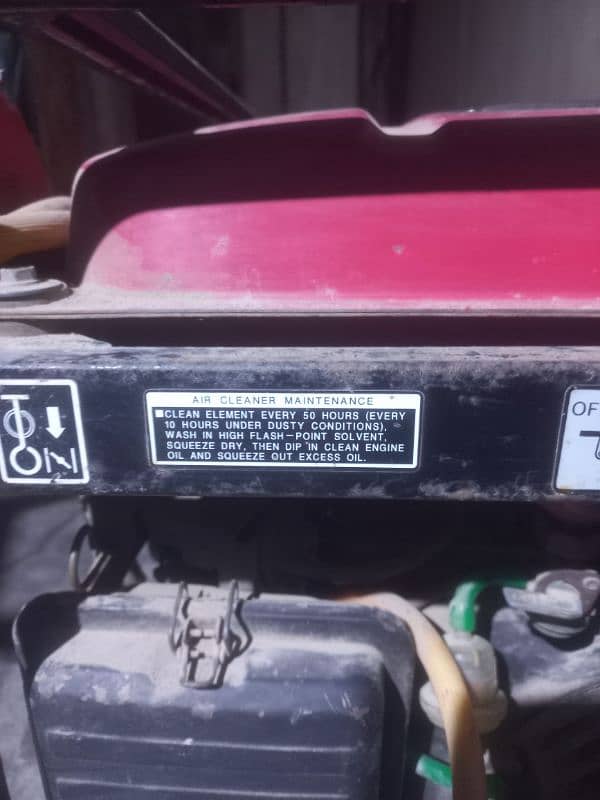 AIR CLEANER MAINTENANCE
■CLEAN ELEMENT EVERY 50 HOURS (EVERY
10 HOURS UNDER DUSTY CONDITIONS),
WASH IN HIGH FLASH-POINT SOLVENT,
SQUEEZE DRY, THEN DIP IN CLEAN ENGINE
OIL AND SQUEEZE OUT EXCESS OIL.
OF